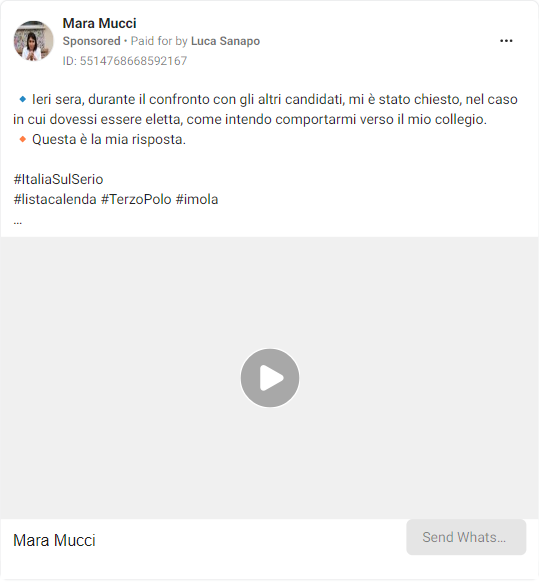 Mara Mucci
Sponsored • Paid for by Luca Sanapo
ID: 5514768668592167
🔹 Ieri sera, durante il confronto con gli altri candidati, mi è stato chiesto, nel caso
in cui dovessi essere eletta, come intendo comportarmi verso il mio collegio.
🔸 Questa è la mia risposta.
#ItaliaSulSerio
#listacalenda #TerzoPolo #imola
...
Mara Mucci
Send Whats...